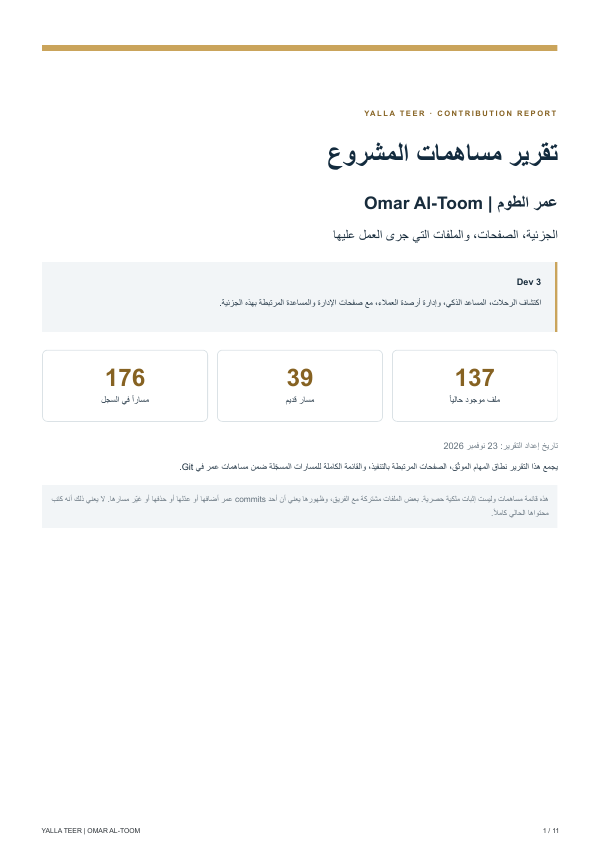 YALLA TEER · CONTRIBUTION REPORT
تقرير مساهمات المشروع
عمر الطوم | Omar Al-Toom
الجزئية، الصفحات، والملفات التي جرى العمل عليها
Dev 3
اكتشاف الرحلات، المساعد الذكي، وإدارة أرصدة العملاء، مع صفحات الإدارة والمساعدة المرتبطة بهذه الجزئية.
137
ملف موجود حالياً
39
مسار قديم
176
مساراً في السجل
تاريخ إعداد التقرير: 23 نوفمبر 2026
يجمع هذا التقرير نطاق المهام الموثّق، الصفحات المرتبطة بالتنفيذ، والقائمة الكاملة للمسارات المسجّلة ضمن مساهمات عمر في Git.
هذه قائمة مساهمات وليست إثبات ملكية حصرية. بعض الملفات مشتركة مع الفريق، وظهورها يعني أن أحد commits عمر أضافها أو عدّلها أو حذفها أو غيّر مسارها. لا يعني ذلك أنه كتب
محتواها الحالي كاملاً.
YALLA TEER | OMAR AL-TOOM
1 / 11